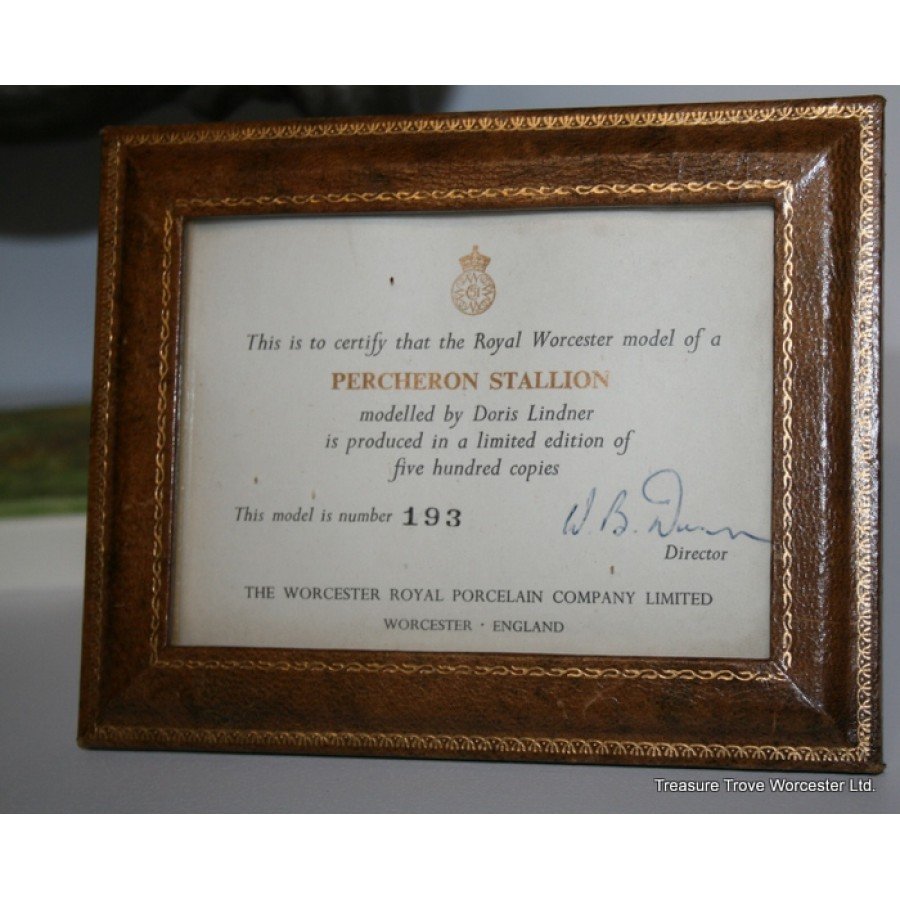 This is to certify that the Royal Worcester model of a
PERCHERON STALLION
modelled by Doris Lindner
is produced in a limited edition of
five hundred copies
This model is number 193
W. B. Dunn
Director
THE WORCESTER ROYAL PORCELAIN COMPANY LIMITED
WORCESTER · ENGLAND
Treasure Trove Worcester Ltd.